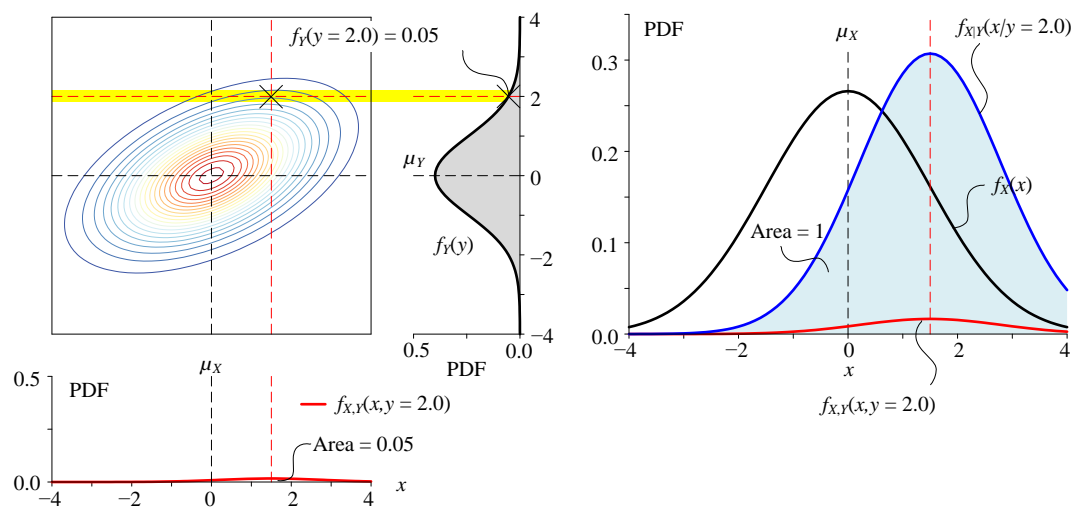 4
f_Y(y = 2.0) = 0.05
2
μ_Y
0
f_Y(y)
−2
−4
0.5
0.0
PDF
μ_X
0.5
PDF
f_{X,Y}(x,y = 2.0)
Area = 0.05
0.0
−4
−2
0
2
4
x
PDF
μ_X
f_{X|Y}(x/y = 2.0)
0.3
0.2
f_X(x)
Area = 1
0.1
0.0
−4
−2
0
2
4
x
f_{X,Y}(x,y = 2.0)